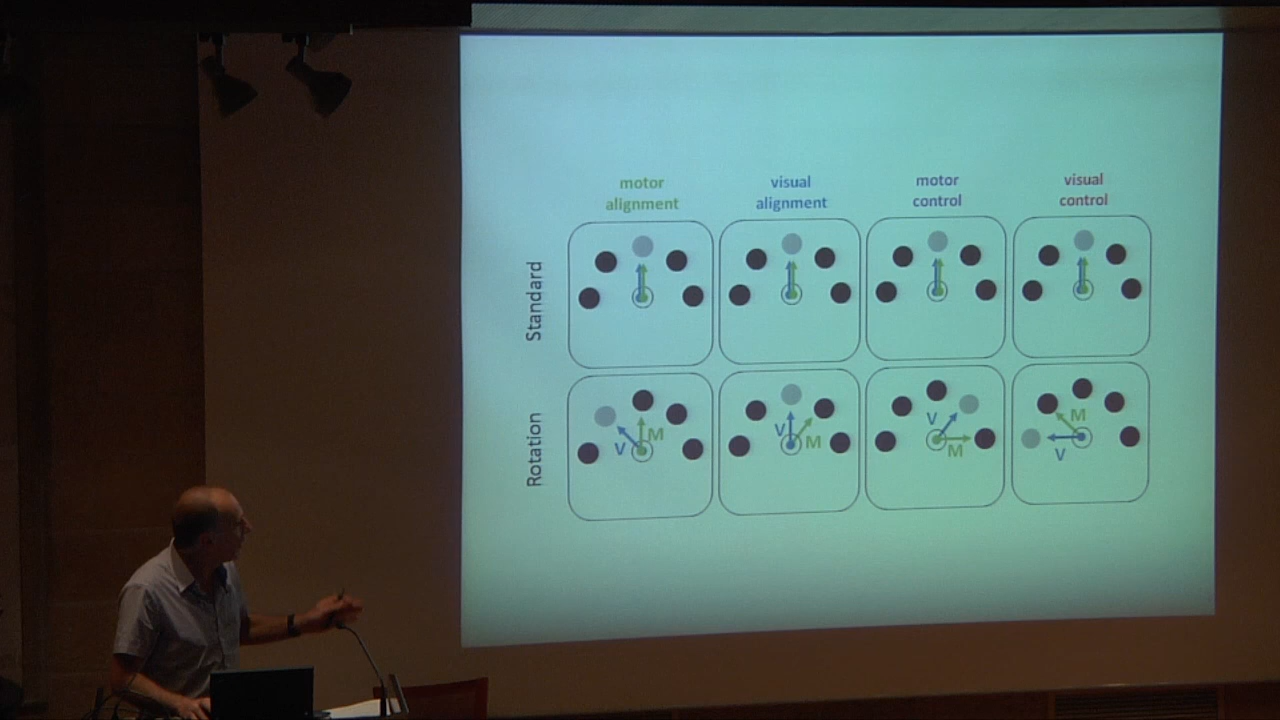 motor
alignment
visual
alignment
motor
control
visual
control
Standard
Rotation
M
V
V
M
V
M
M
V